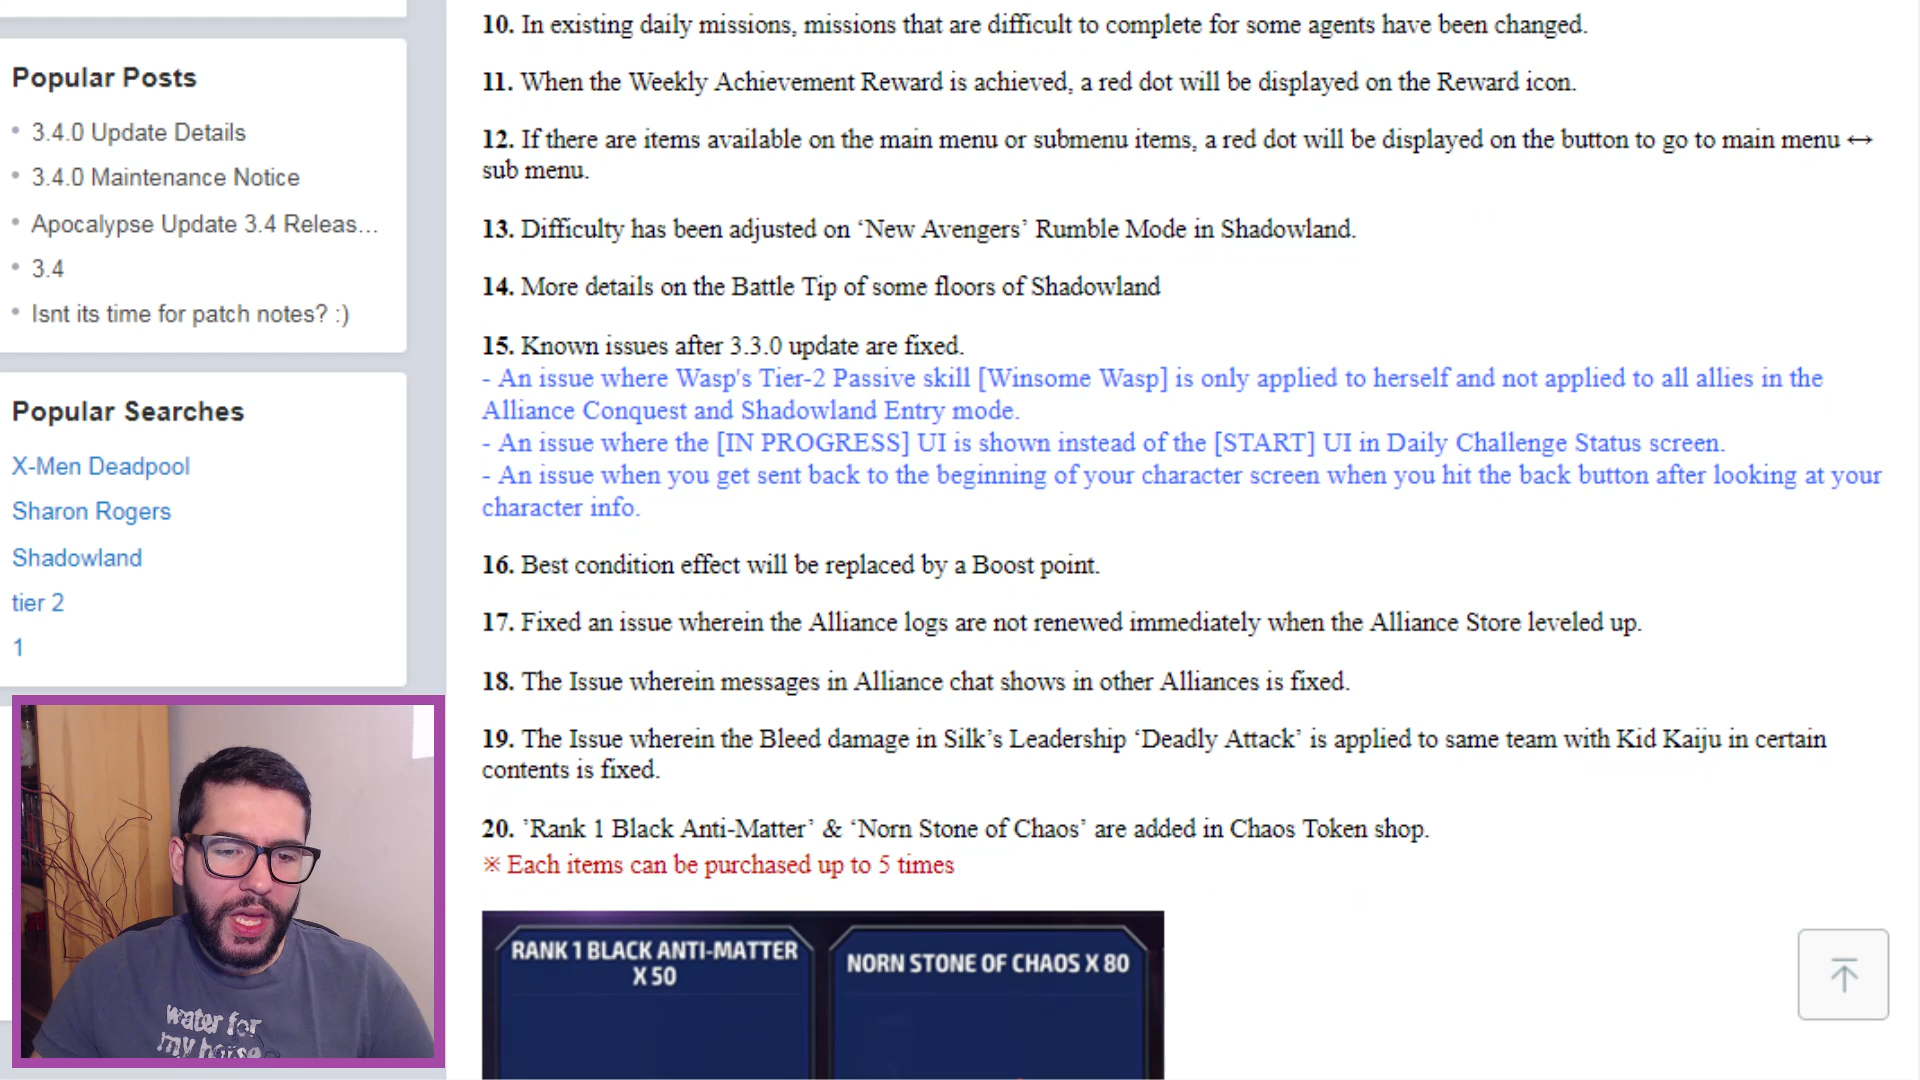 Popular Posts
• 3.4.0 Update Details
• 3.4.0 Maintenance Notice
• Apocalypse Update 3.4 Releas...
• 3.4
• Isnt its time for patch notes? :)
Popular Searches
X-Men Deadpool
Sharon Rogers
Shadowland
tier 2
1
10. In existing daily missions, missions that are difficult to complete for some agents have been changed.
11. When the Weekly Achievement Reward is achieved, a red dot will be displayed on the Reward icon.
12. If there are items available on the main menu or submenu items, a red dot will be displayed on the button to go to main menu ↔
sub menu.
13. Difficulty has been adjusted on ‘New Avengers’ Rumble Mode in Shadowland.
14. More details on the Battle Tip of some floors of Shadowland
15. Known issues after 3.3.0 update are fixed.
- An issue where Wasp's Tier-2 Passive skill [Winsome Wasp] is only applied to herself and not applied to all allies in the
Alliance Conquest and Shadowland Entry mode.
- An issue where the [IN PROGRESS] UI is shown instead of the [START] UI in Daily Challenge Status screen.
- An issue when you get sent back to the beginning of your character screen when you hit the back button after looking at your
character info.
16. Best condition effect will be replaced by a Boost point.
17. Fixed an issue wherein the Alliance logs are not renewed immediately when the Alliance Store leveled up.
18. The Issue wherein messages in Alliance chat shows in other Alliances is fixed.
19. The Issue wherein the Bleed damage in Silk’s Leadership ‘Deadly Attack’ is applied to same team with Kid Kaiju in certain
contents is fixed.
20. ’Rank 1 Black Anti-Matter’ & ‘Norn Stone of Chaos’ are added in Chaos Token shop.
※ Each items can be purchased up to 5 times
RANK 1 BLACK ANTI-MATTER
X 50
NORN STONE OF CHAOS X 80
water for
my horse